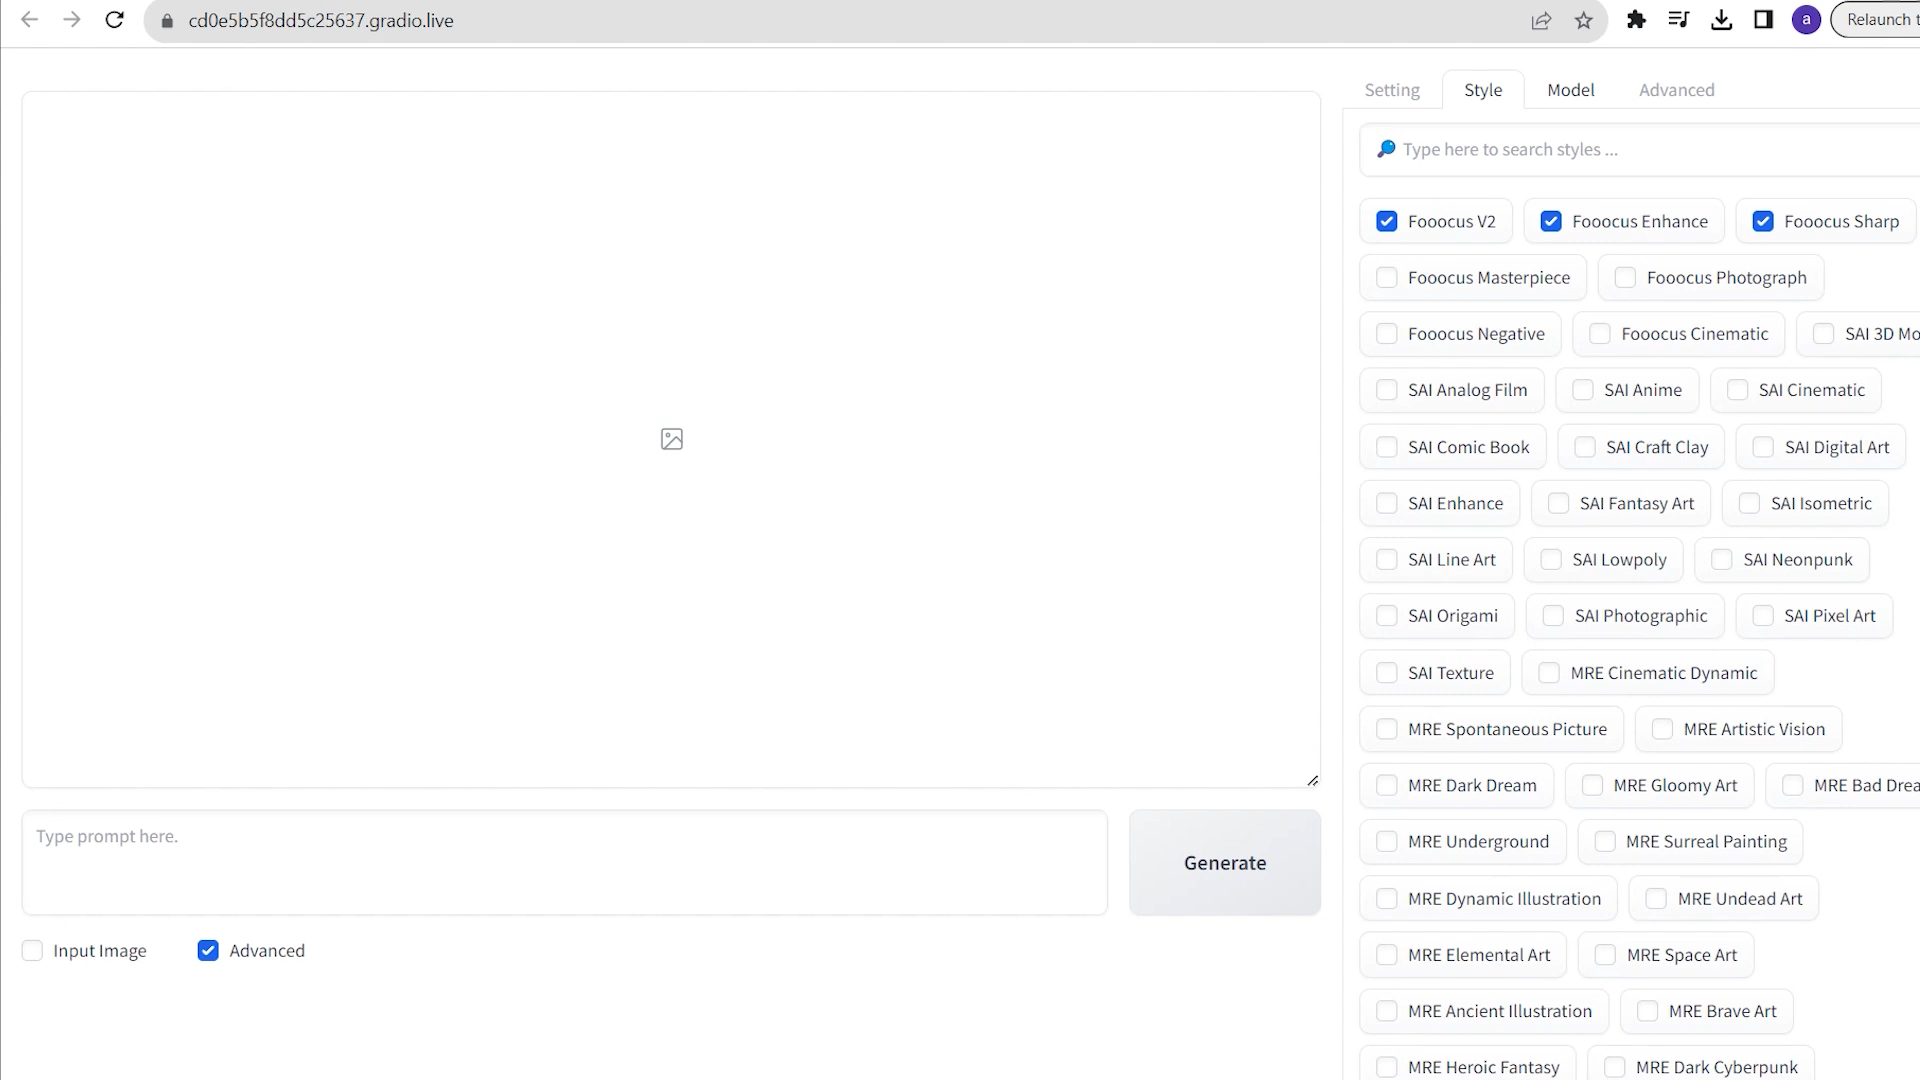 cd0e5b5f8dd5c25637.gradio.live
a
Relaunch t
Setting Style Model Advanced
Type here to search styles ...
Fooocus V2 Fooocus Enhance Fooocus Sharp
Fooocus Masterpiece Fooocus Photograph
Fooocus Negative Fooocus Cinematic SAI 3D Mo
SAI Analog Film SAI Anime SAI Cinematic
SAI Comic Book SAI Craft Clay SAI Digital Art
SAI Enhance SAI Fantasy Art SAI Isometric
SAI Line Art SAI Lowpoly SAI Neonpunk
SAI Origami SAI Photographic SAI Pixel Art
SAI Texture MRE Cinematic Dynamic
MRE Spontaneous Picture MRE Artistic Vision
MRE Dark Dream MRE Gloomy Art MRE Bad Drea
MRE Underground MRE Surreal Painting
MRE Dynamic Illustration MRE Undead Art
MRE Elemental Art MRE Space Art
MRE Ancient Illustration MRE Brave Art
MRE Heroic Fantasy MRE Dark Cyberpunk
Type prompt here.
Generate
Input Image Advanced